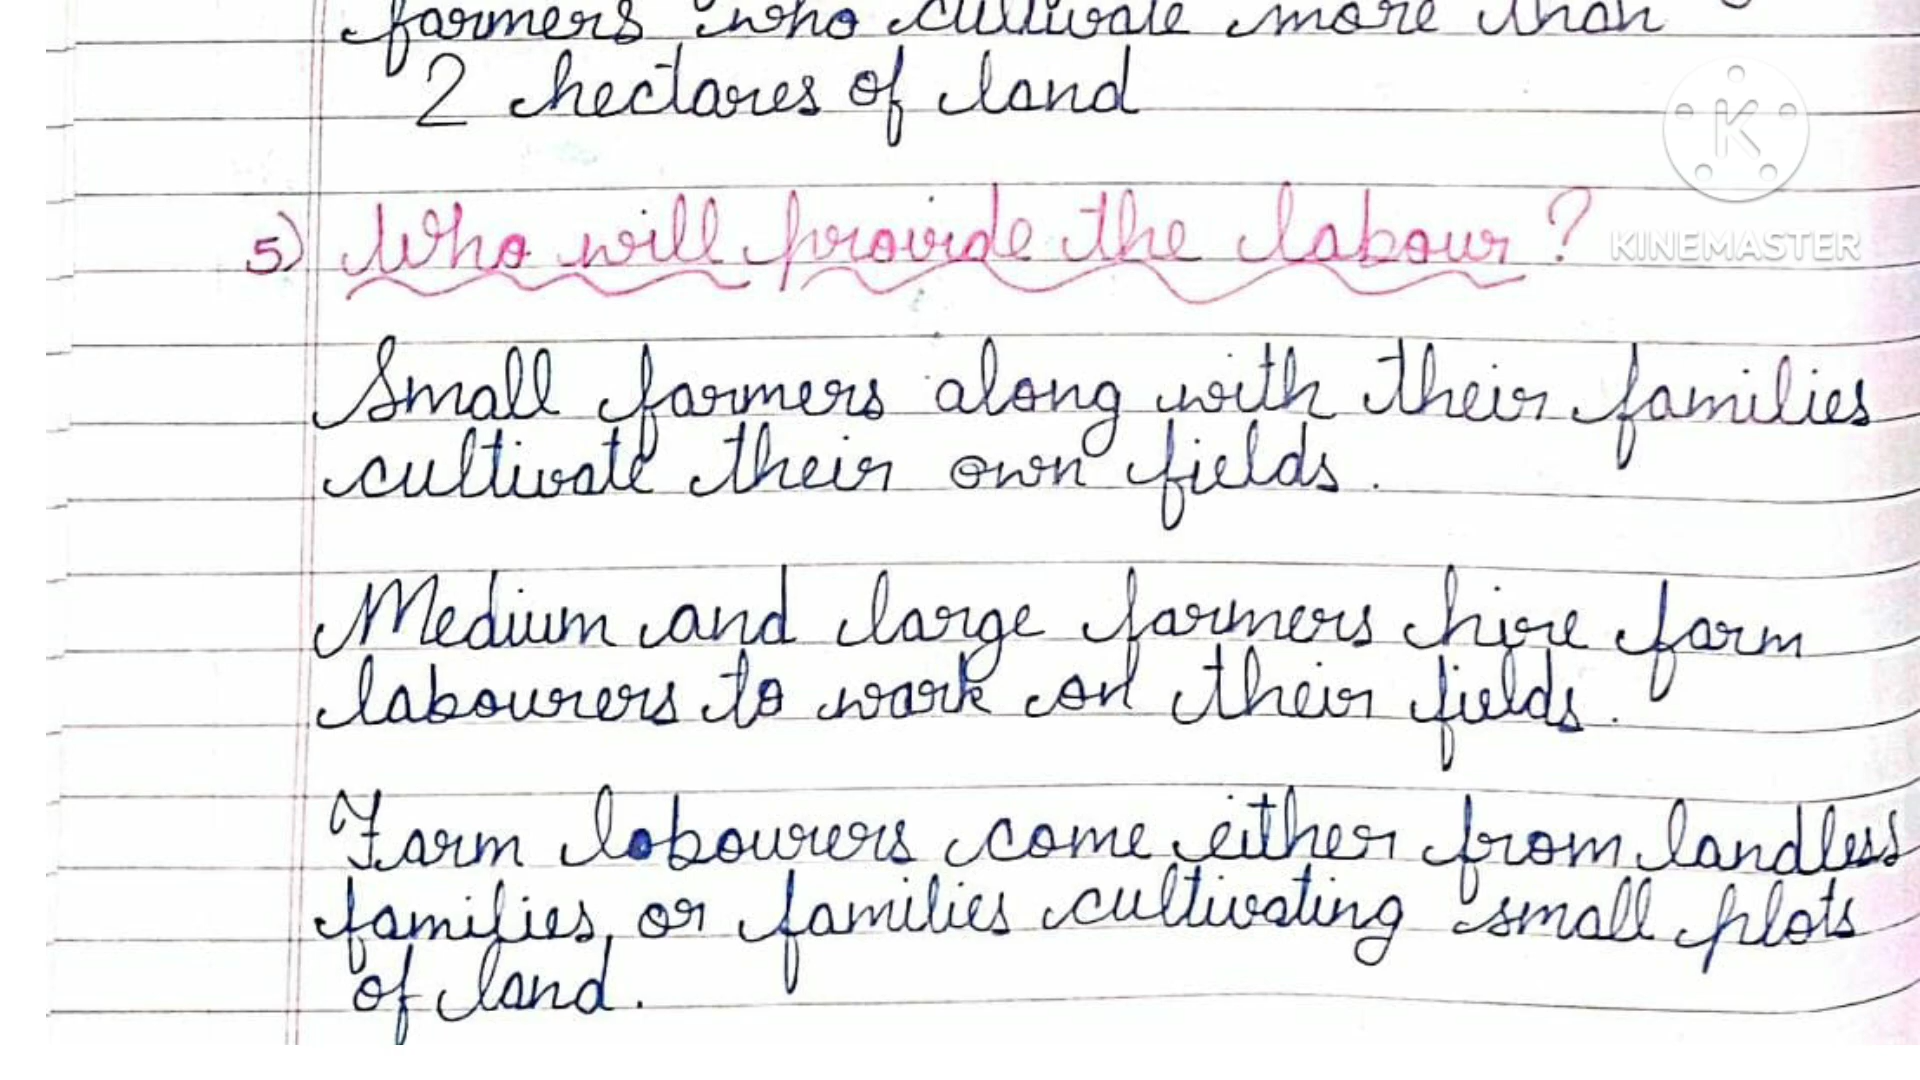 farmers who cultivate more than
2 hectares of land
5) Who will provide the labour?
KINEMASTER
Small farmers along with their families
cultivate their own fields.
Medium and large farmers hire farm
labourers to work on their fields.
Farm labourers come either from landless
families, or families cultivating small plots
of land.